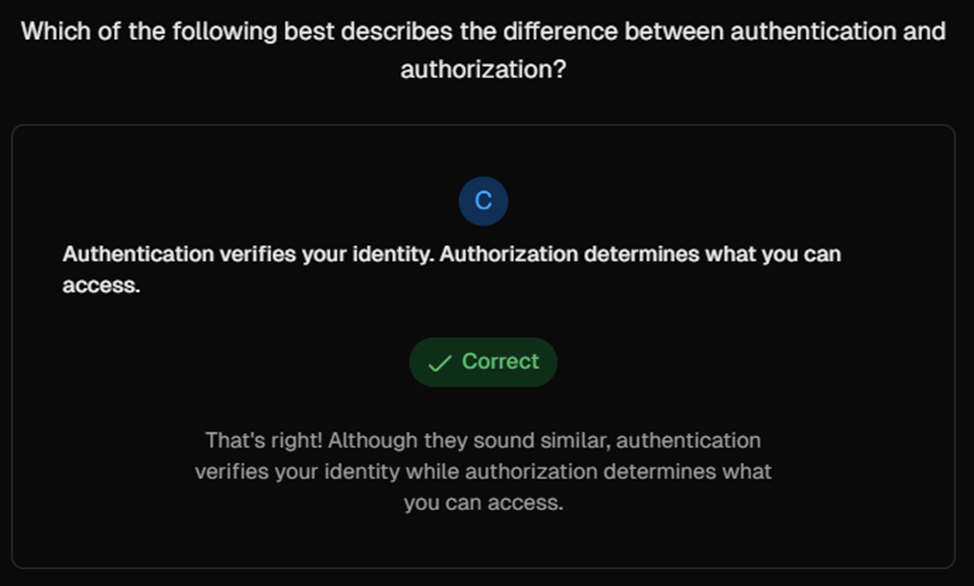 Which of the following best describes the difference between authentication and
authorization?
C
Authentication verifies your identity. Authorization determines what you can
access.
Correct
That's right! Although they sound similar, authentication
verifies your identity while authorization determines what
you can access.